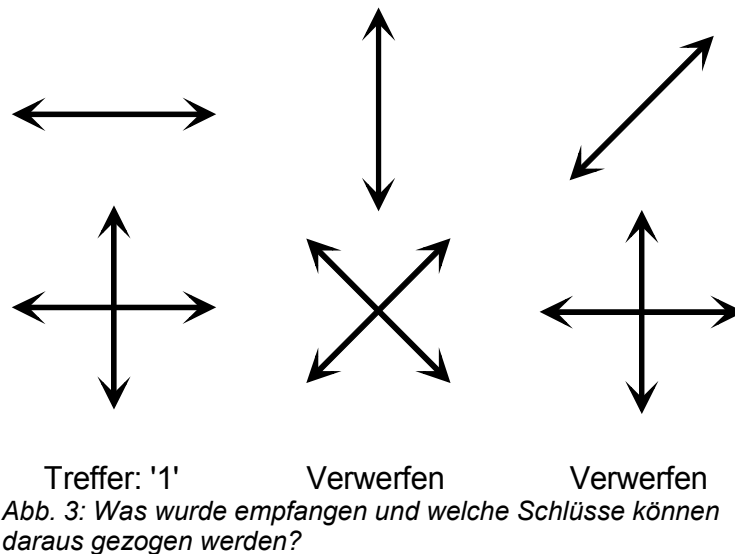 Treffer: '1' Verwerfen Verwerfen
Abb. 3: Was wurde empfangen und welche Schlüsse können
daraus gezogen werden?